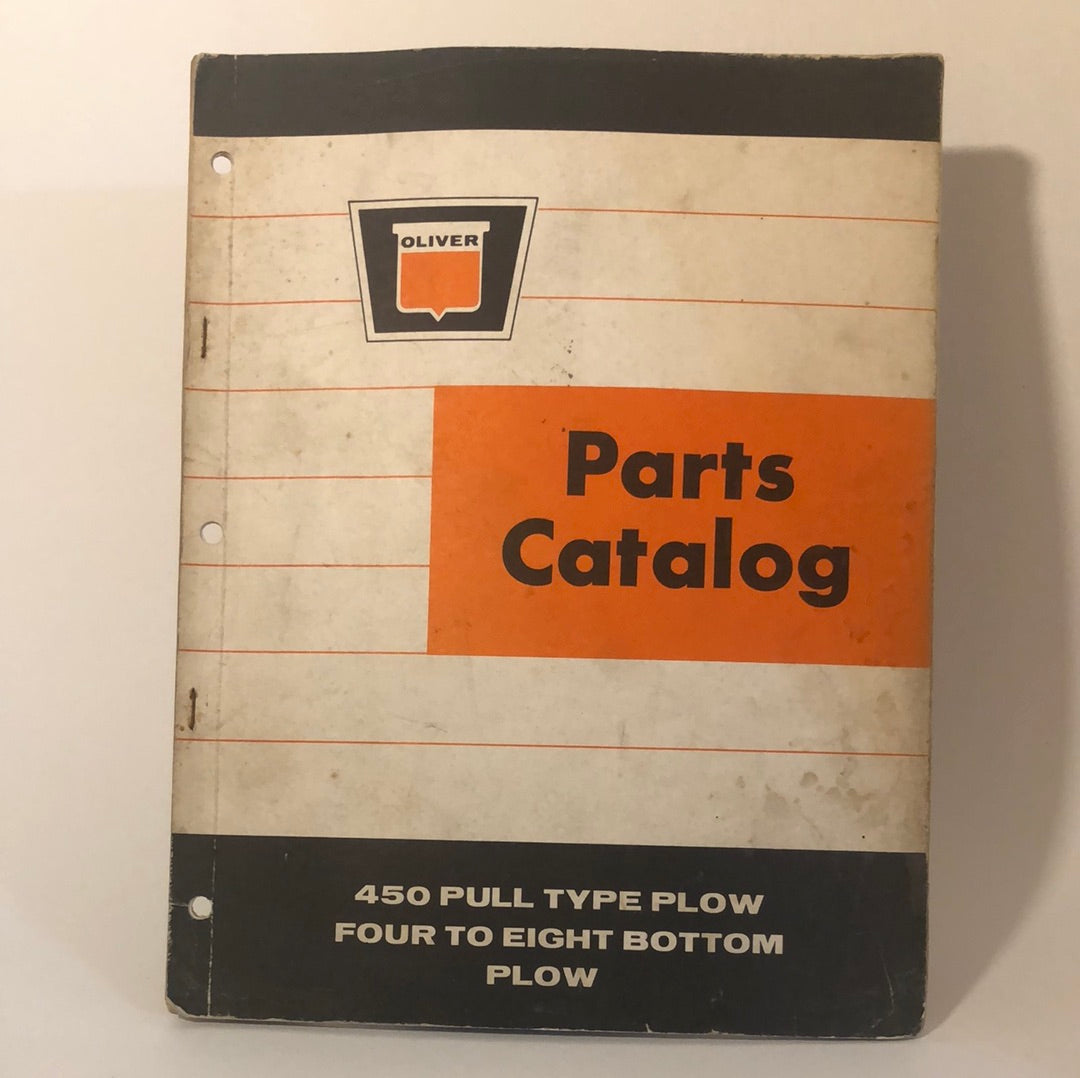 OLIVER
Parts
Catalog
450 PULL TYPE PLOW
FOUR TO EIGHT BOTTOM
PLOW